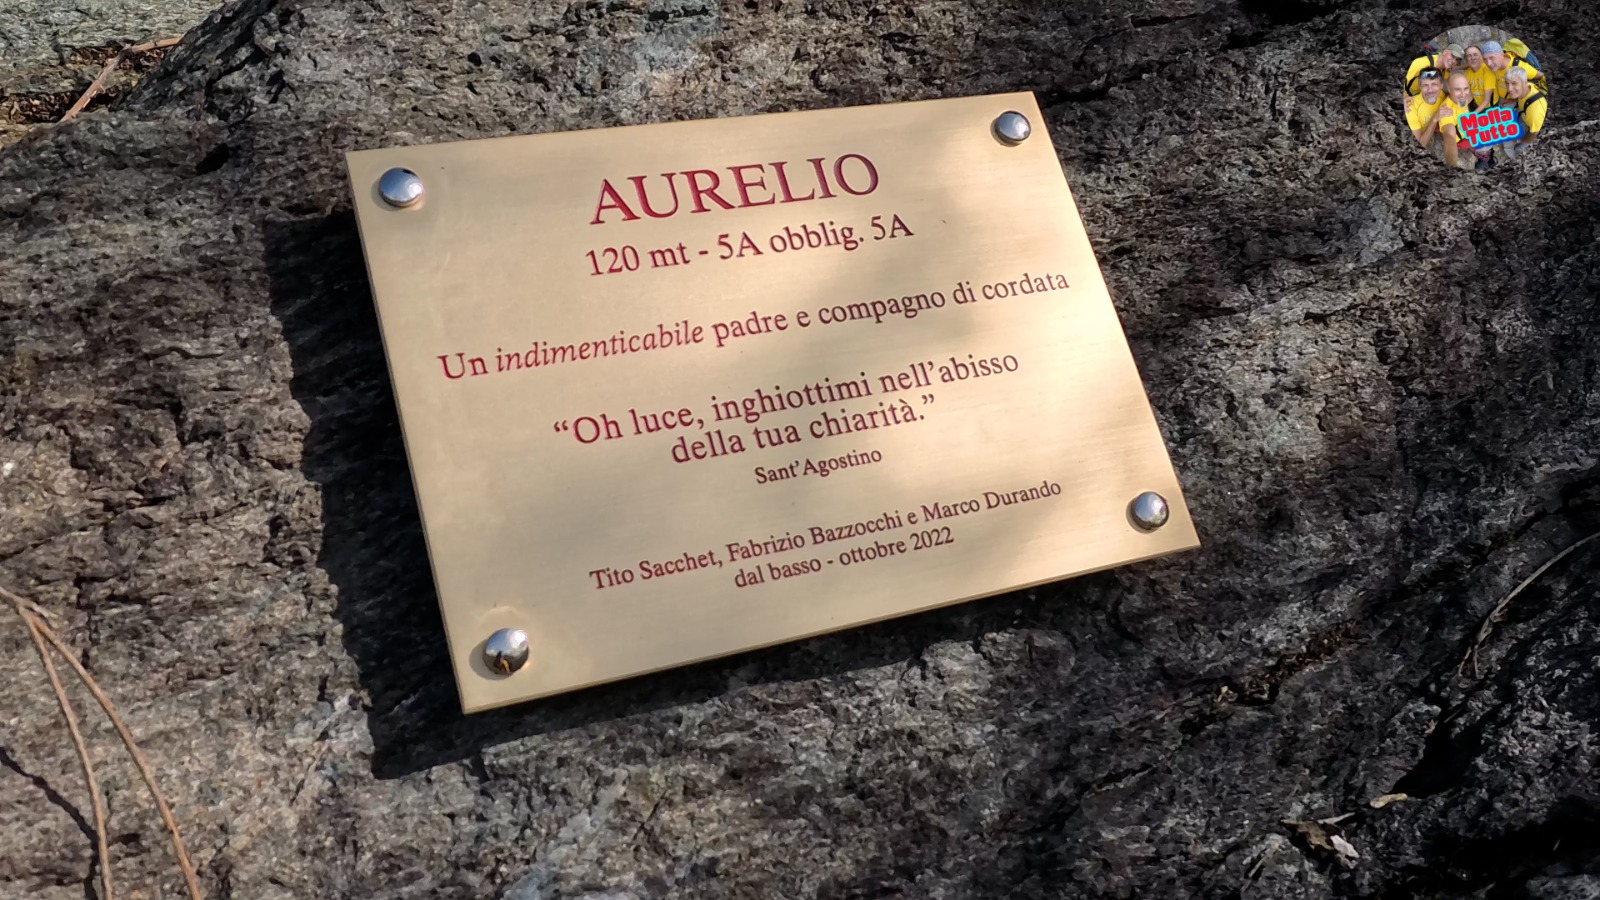 AURELIO
120 mt - 5A obblig. 5A
Un indimenticabile padre e compagno di cordata
“Oh luce, inghiottimi nell’abisso
della tua chiarità.”
Sant’Agostino
Tito Sacchet, Fabrizio Bazzocchi e Marco Durando
dal basso - ottobre 2022
Molla
Tutto